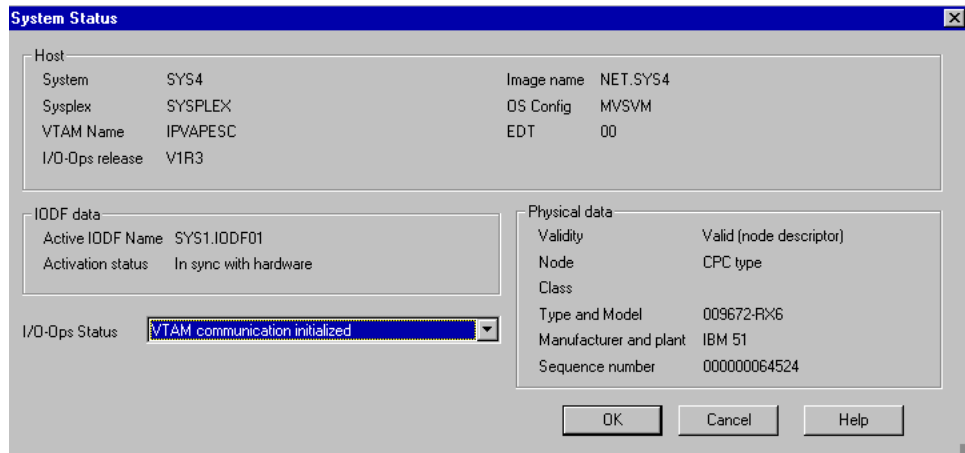 System Status
Host
System SYS4
Image name NET.SYS4
Sysplex SYSPLEX
OS Config MVSVM
VTAM Name IPVAPESC
EDT 00
I/O-Ops release V1R3
IODF data
Active IODF Name SYS1.IODF01
Activation status In sync with hardware
I/O-Ops Status VTAM communication initialized
Physical data
Validity Valid (node descriptor)
Node CPC type
Class
Type and Model 009672-RX6
Manufacturer and plant IBM 51
Sequence number 000000064524
OK Cancel Help